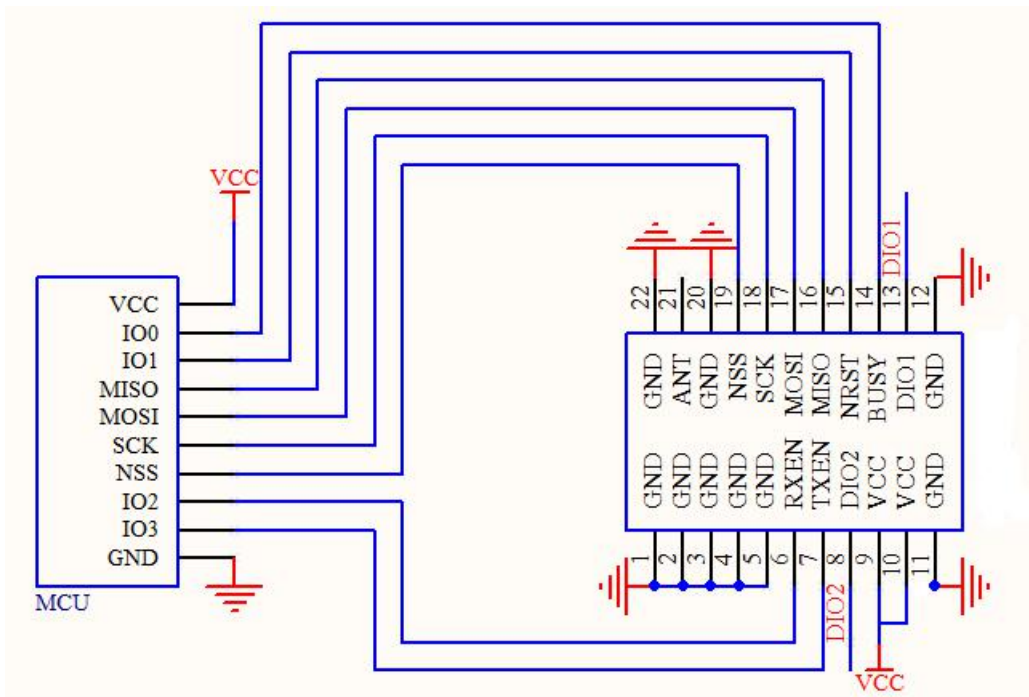 VCC
VCC
IO0
IO1
MISO
MOSI
SCK
NSS
IO2
IO3
GND
MCU
DIO1
22
21
20
19
18
17
16
15
14
13
12
GND
ANT
GND
NSS
SCK
MOSI
MISO
NRST
BUSY
DIO1
GND
GND
GND
GND
GND
GND
RXEN
TXEN
DIO2
VCC
VCC
GND
1
2
3
4
5
6
7
8
9
10
11
DIO2
VCC